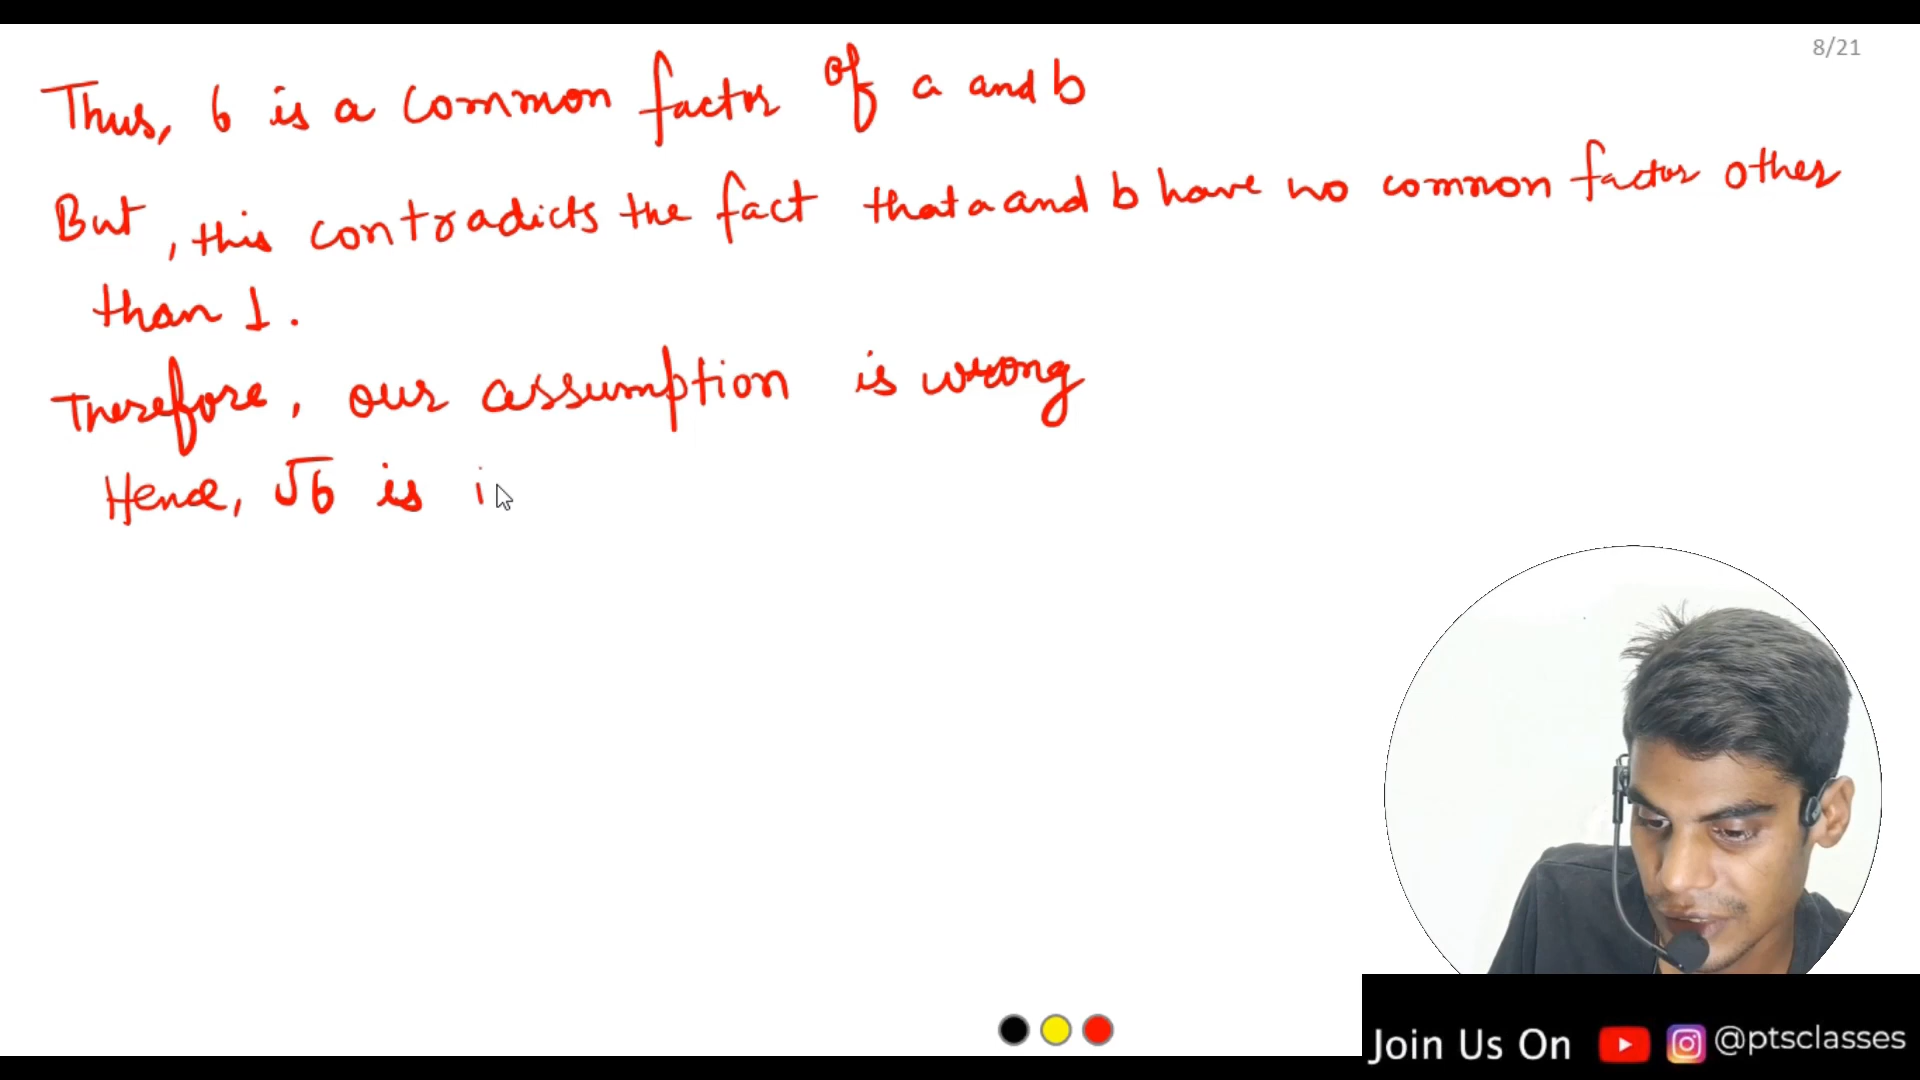 8/21
Thus, 6 is a common factor of a and b
But, this contradicts the fact that a and b have no common factor other
than 1.
Therefore, our assumption is wrong
Hence, √6 is i
Join Us On @ptsclasses